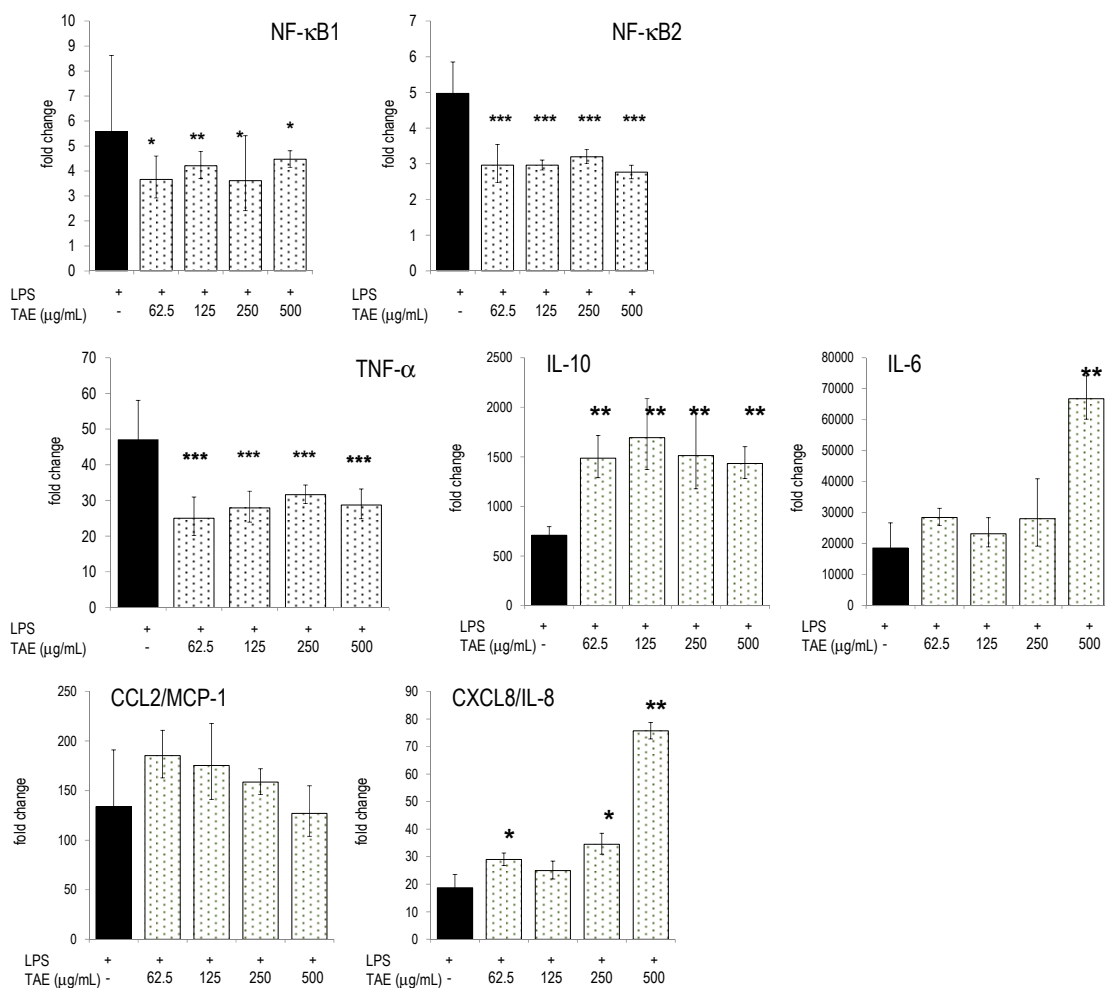 NF-κB1
fold change
10
9
8
7
6
5
4
3
2
1
0
* ** * *
LPS + + + + +
TAE (µg/mL) - 62.5 125 250 500
NF-κB2
fold change
7
6
5
4
3
2
1
0
*** *** *** ***
LPS + + + + +
TAE (µg/mL) - 62.5 125 250 500
TNF-α
fold change
70
60
50
40
30
20
10
0
*** *** *** ***
LPS + + + + +
TAE (µg/mL) - 62.5 125 250 500
IL-10
fold change
2500
2000
1500
1000
500
0
** ** ** **
LPS + + + + +
TAE (µg/mL) - 62.5 125 250 500
IL-6
fold change
80000
70000
60000
50000
40000
30000
20000
10000
0
**
LPS + + + + +
TAE (µg/mL) - 62.5 125 250 500
CCL2/MCP-1
fold change
250
200
150
100
50
0
LPS + + + + +
TAE (µg/mL) - 62.5 125 250 500
CXCL8/IL-8
fold change
90
80
70
60
50
40
30
20
10
0
* * **
LPS + + + + +
TAE (µg/mL) - 62.5 125 250 500